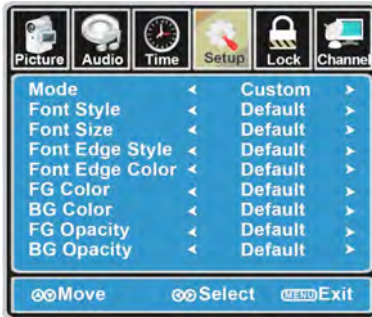 Picture Audio Time Setup Lock Channel
Mode Custom
Font Style Default
Font Size Default
Font Edge Style Default
Font Edge Color Default
FG Color Default
BG Color Default
FG Opacity Default
BG Opacity Default
Move Select MENU Exit